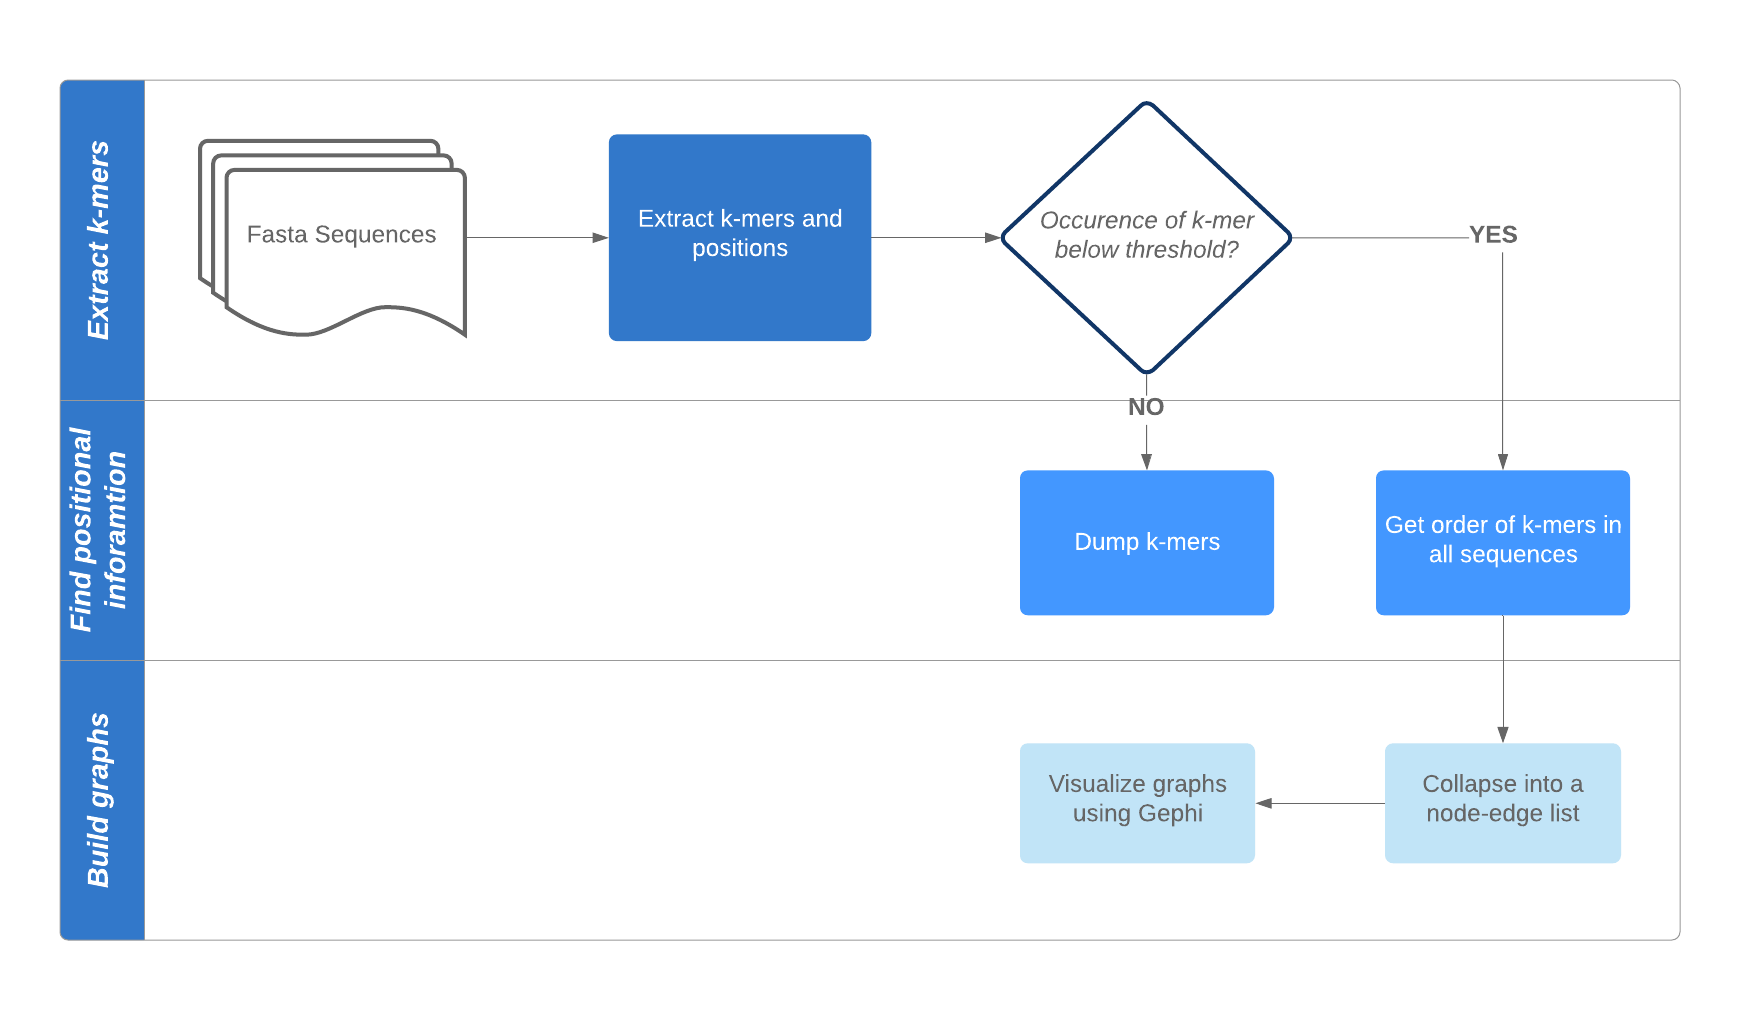 Extract k-mers
Fasta Sequences
Extract k-mers and
positions
Occurence of k-mer
below threshold?
YES
NO
Find positional
inforamtion
Dump k-mers
Get order of k-mers in
all sequences
Build graphs
Visualize graphs
using Gephi
Collapse into a
node-edge list